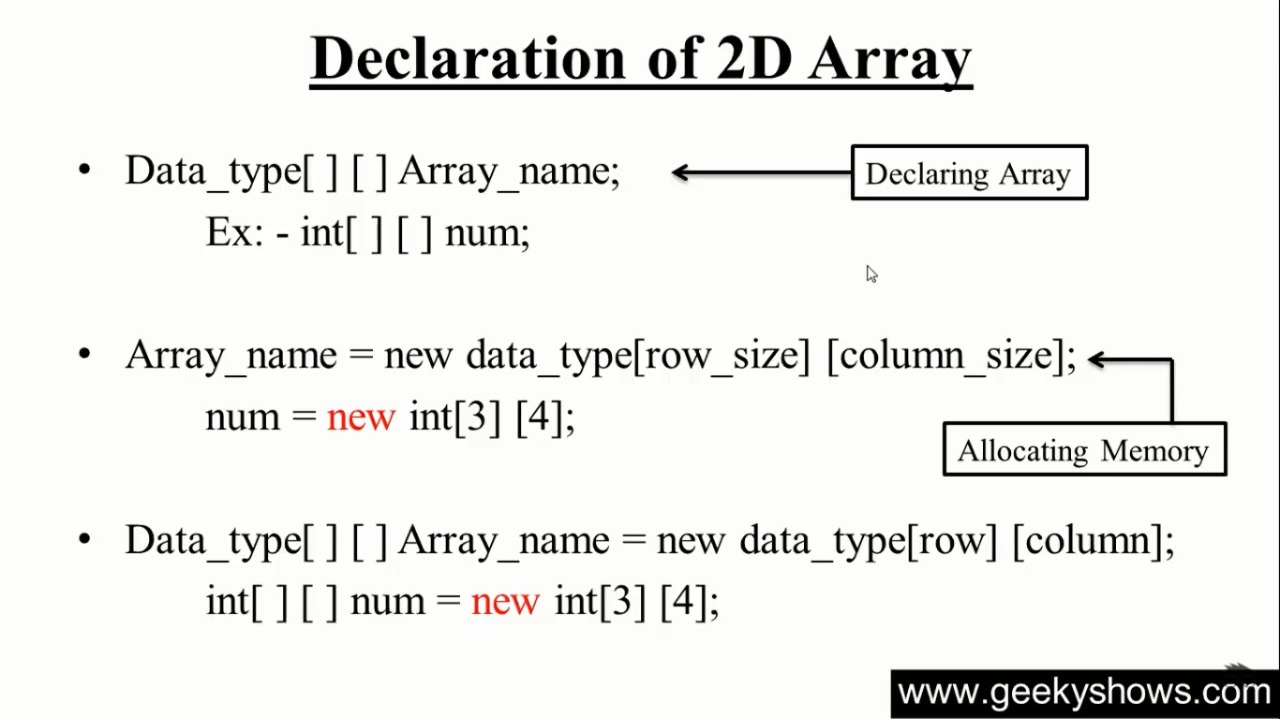 Declaration of 2D Array
• Data_type[ ] [ ] Array_name;
Declaring Array
Ex: - int[ ] [ ] num;
• Array_name = new data_type[row_size] [column_size];
num = new int[3] [4];
Allocating Memory
• Data_type[ ] [ ] Array_name = new data_type[row] [column];
int[ ] [ ] num = new int[3] [4];
www.geekyshows.com